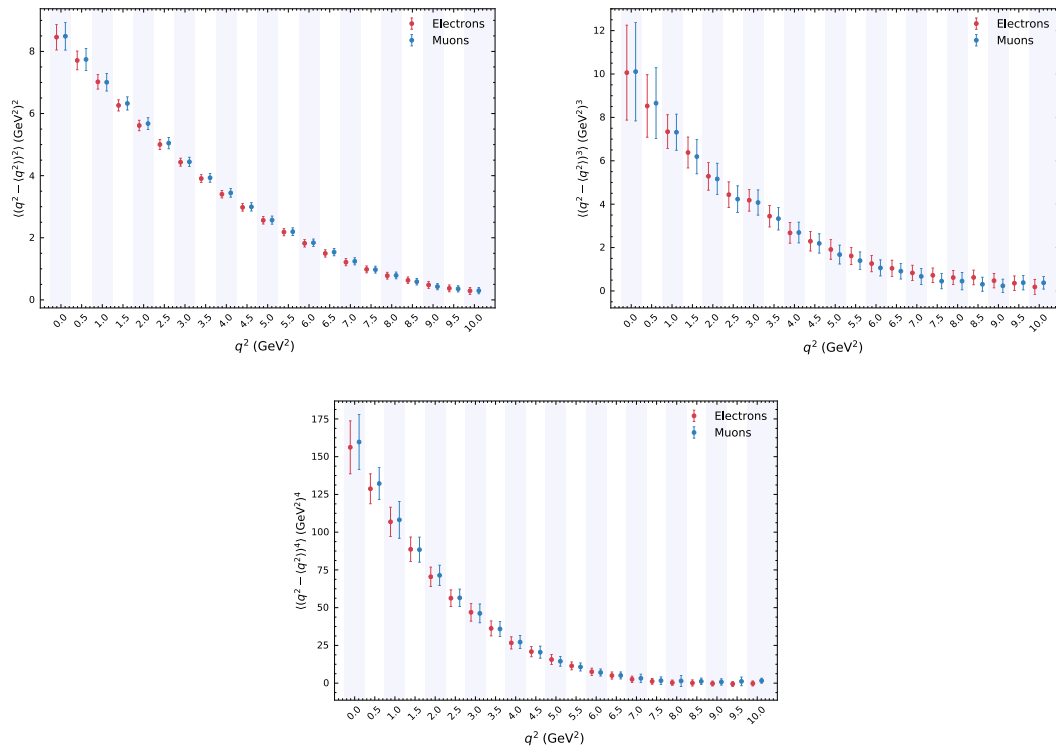 ⟨(q² − ⟨q²⟩)²⟩ (GeV²)²
8
6
4
2
0
Electrons
Muons
0.0 0.5 1.0 1.5 2.0 2.5 3.0 3.5 4.0 4.5 5.0 5.5 6.0 6.5 7.0 7.5 8.0 8.5 9.0 9.5 10.0
q² (GeV²)
⟨(q² − ⟨q²⟩)³⟩ (GeV²)³
12
10
8
6
4
2
0
Electrons
Muons
0.0 0.5 1.0 1.5 2.0 2.5 3.0 3.5 4.0 4.5 5.0 5.5 6.0 6.5 7.0 7.5 8.0 8.5 9.0 9.5 10.0
q² (GeV²)
⟨(q² − ⟨q²⟩)⁴⟩ (GeV²)⁴
175
150
125
100
75
50
25
0
Electrons
Muons
0.0 0.5 1.0 1.5 2.0 2.5 3.0 3.5 4.0 4.5 5.0 5.5 6.0 6.5 7.0 7.5 8.0 8.5 9.0 9.5 10.0
q² (GeV²)